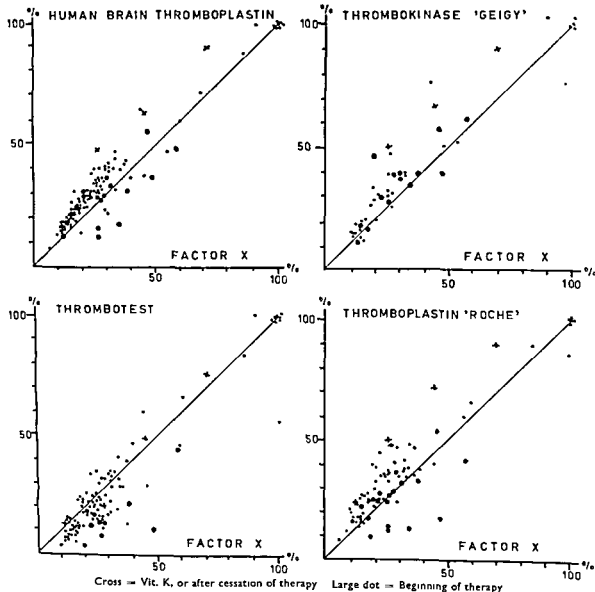 %
HUMAN BRAIN THROMBOPLASTIN
100
50
FACTOR X
50
100
%
%
THROMBOKINASE 'GEIGY'
100
50
FACTOR X
50
100
%
%
THROMBOTEST
100
50
FACTOR X
50
100
%
%
THROMBOPLASTIN 'ROCHE'
100
50
FACTOR X
50
100
%
Cross = Vit. K, or after cessation of therapy Large dot = Beginning of therapy